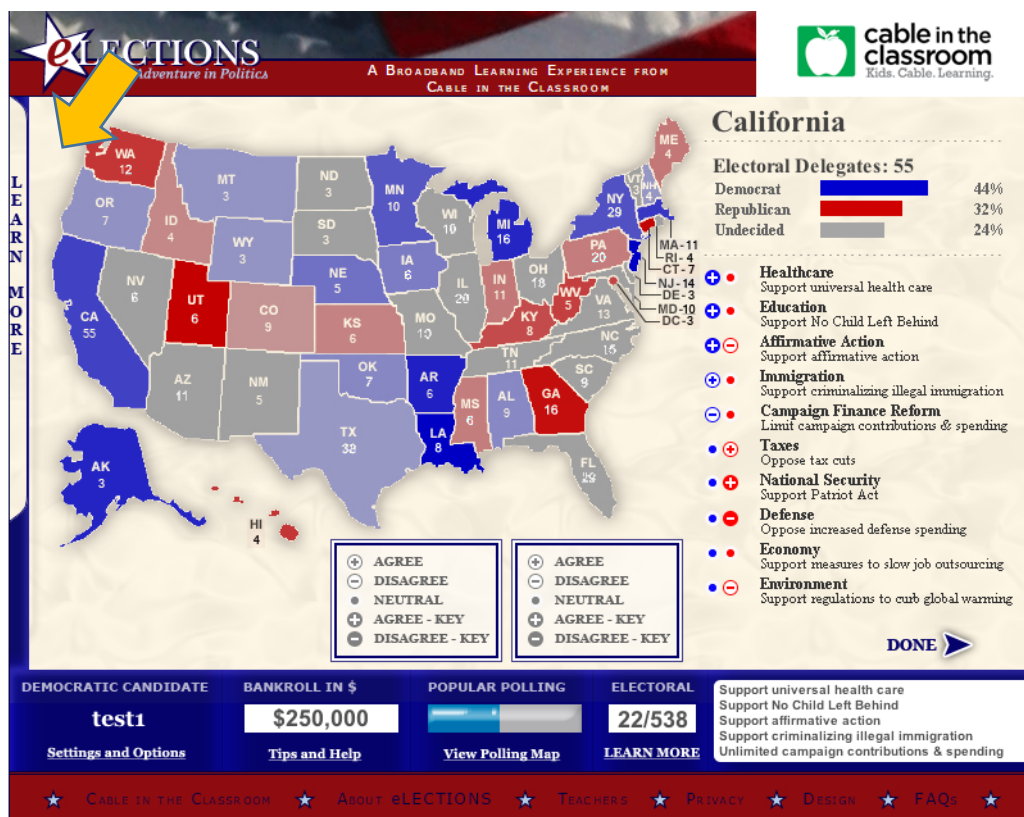 eLECTIONS
Adventure in Politics
A Broadband Learning Experience from
Cable in the Classroom
cable in the
classroom
Kids. Cable. Learning.
LEARN MORE
WA
12
OR
7
CA
55
NV
6
ID
4
MT
3
WY
3
UT
6
AZ
11
CO
9
NM
5
ND
3
SD
3
NE
5
KS
6
OK
7
TX
38
MN
10
IA
6
MO
10
AR
6
LA
8
WI
10
IL
20
MS
6
MI
16
IN
11
KY
8
TN
11
AL
9
OH
18
WV
5
GA
16
FL
29
SC
9
NC
15
VA
13
PA
20
NY
29
VT
3
NH
4
ME
4
MA-11
RI-4
CT-7
NJ-14
DE-3
MD-10
DC-3
AK
3
HI
4
AGREE
DISAGREE
NEUTRAL
AGREE - KEY
DISAGREE - KEY
AGREE
DISAGREE
NEUTRAL
AGREE - KEY
DISAGREE - KEY
California
Electoral Delegates: 55
Democrat 44%
Republican 32%
Undecided 24%
Healthcare
Support universal health care
Education
Support No Child Left Behind
Affirmative Action
Support affirmative action
Immigration
Support criminalizing illegal immigration
Campaign Finance Reform
Limit campaign contributions & spending
Taxes
Oppose tax cuts
National Security
Support Patriot Act
Defense
Oppose increased defense spending
Economy
Support measures to slow job outsourcing
Environment
Support regulations to curb global warming
DONE
DEMOCRATIC CANDIDATE
test1
Settings and Options
BANKROLL IN $
$250,000
Tips and Help
POPULAR POLLING
View Polling Map
ELECTORAL
22/538
LEARN MORE
Support universal health care
Support No Child Left Behind
Support affirmative action
Support criminalizing illegal immigration
Unlimited campaign contributions & spending
Cable in the Classroom About eLECTIONS Teachers Privacy Design FAQs